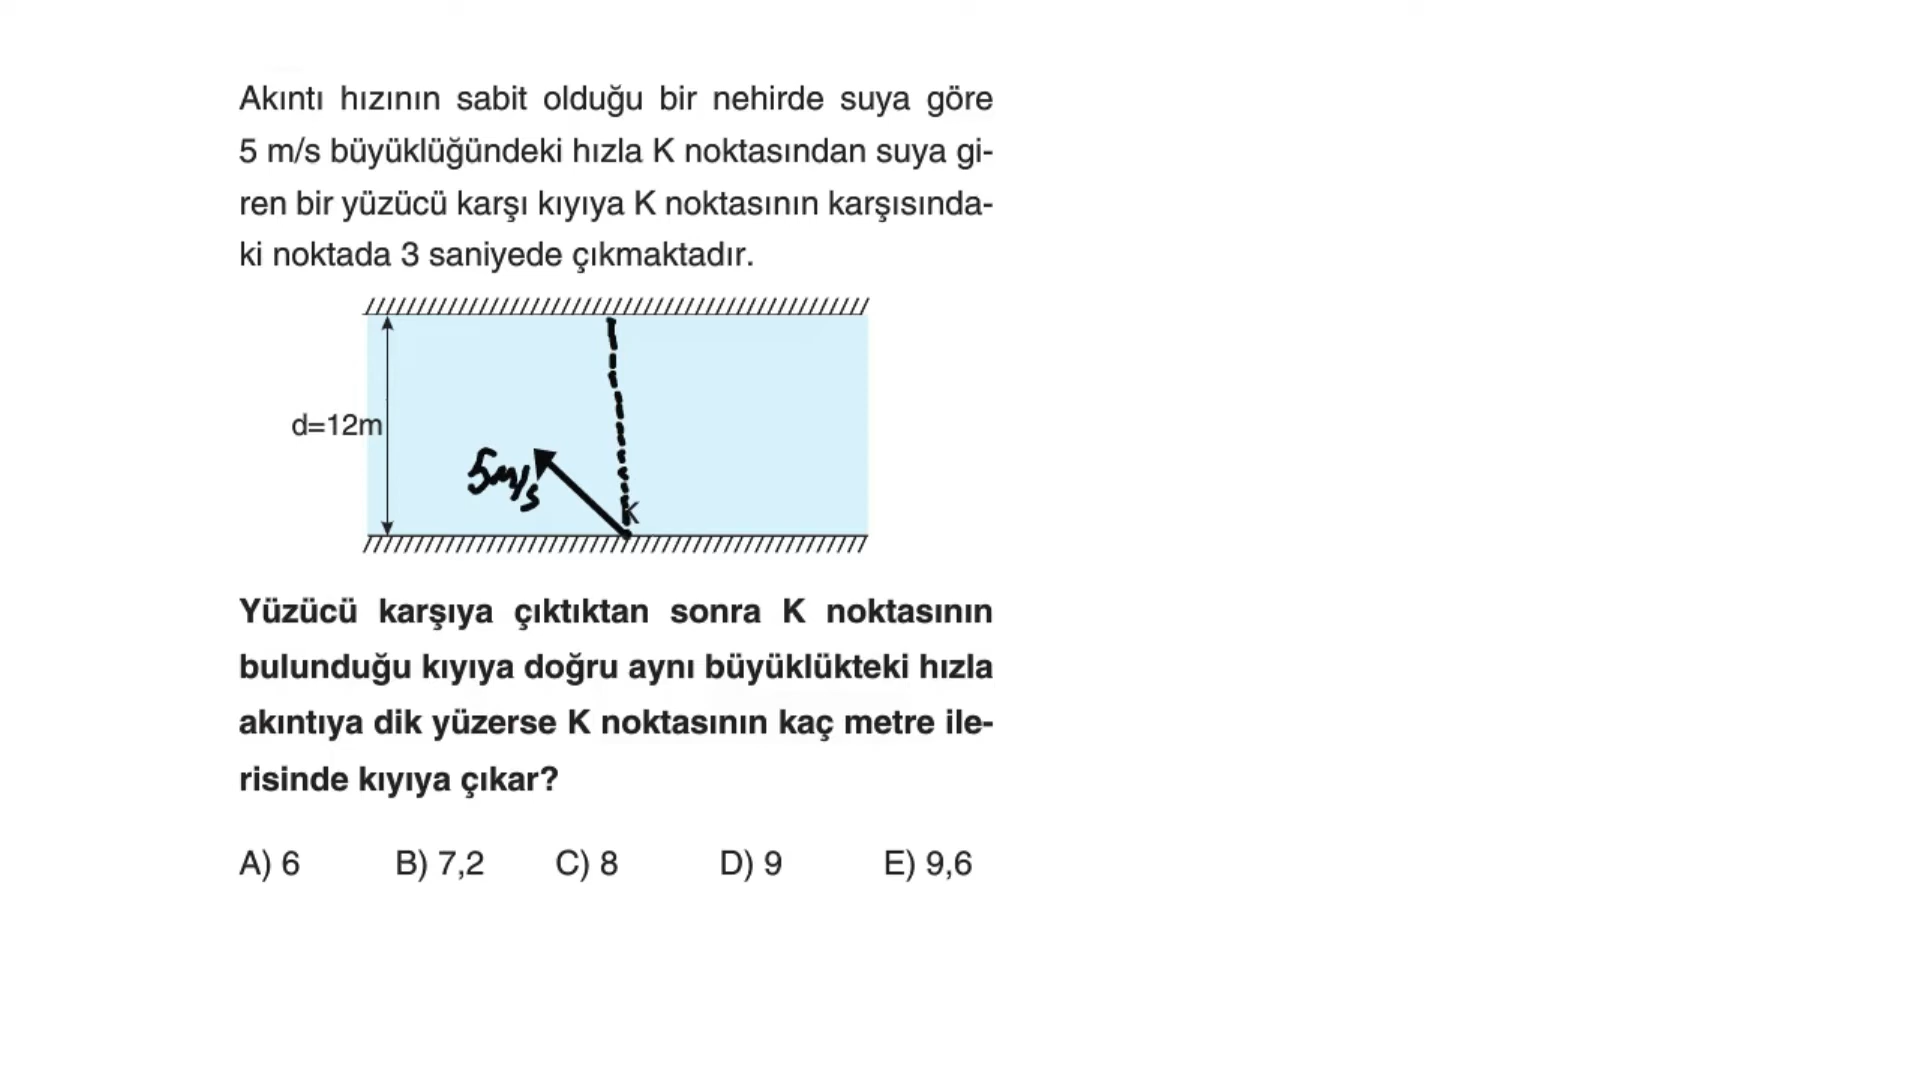 Akıntı hızının sabit olduğu bir nehirde suya göre
5 m/s büyüklüğündeki hızla K noktasından suya gi-
ren bir yüzücü karşı kıyıya K noktasının karşısında-
ki noktada 3 saniyede çıkmaktadır.
d=12m
5m/s
K
Yüzücü karşıya çıktıktan sonra K noktasının
bulunduğu kıyıya doğru aynı büyüklükteki hızla
akıntıya dik yüzerse K noktasının kaç metre ile-
risinde kıyıya çıkar?
A) 6 B) 7,2 C) 8 D) 9 E) 9,6